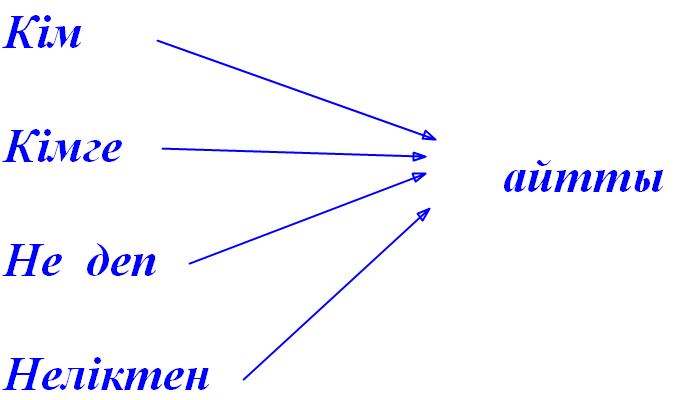 Кім
Кімге
айтты
Не деп
Неліктен